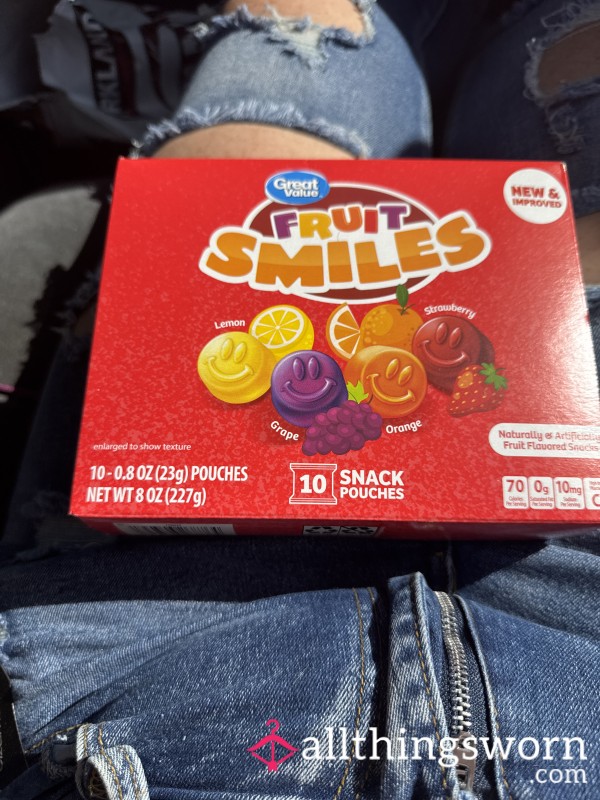 Great
Value
NEW &
IMPROVED
FRUIT
SMILES
Lemon
Strawberry
Grape
Orange
enlarged to show texture
Naturally & Artificially
Fruit Flavored Snacks
10 - 0.8 OZ (23g) POUCHES
NET WT 8 OZ (227g)
10
SNACK
POUCHES
70
0g
10mg
allthingsworn
.com